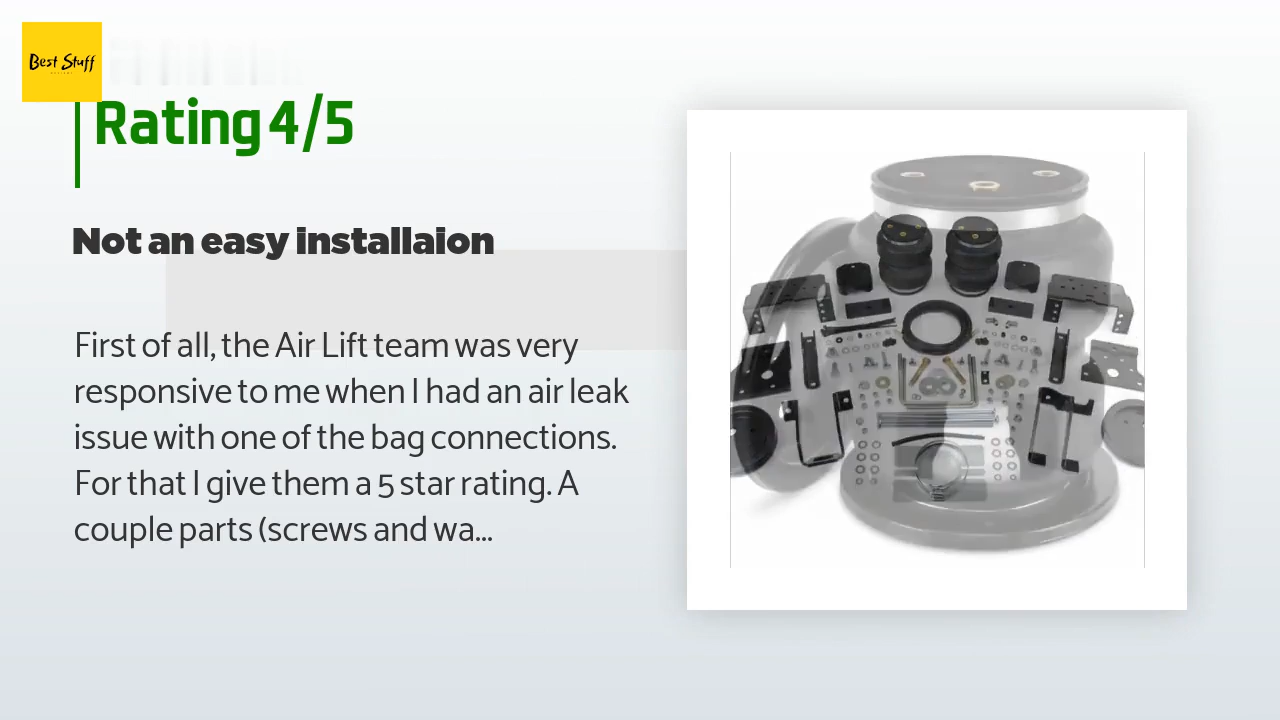 Best Stuff
Rating 4/5
Not an easy installaion
First of all, the Air Lift team was very
responsive to me when I had an air leak
issue with one of the bag connections.
For that I give them a 5 star rating. A
couple parts (screws and wa...